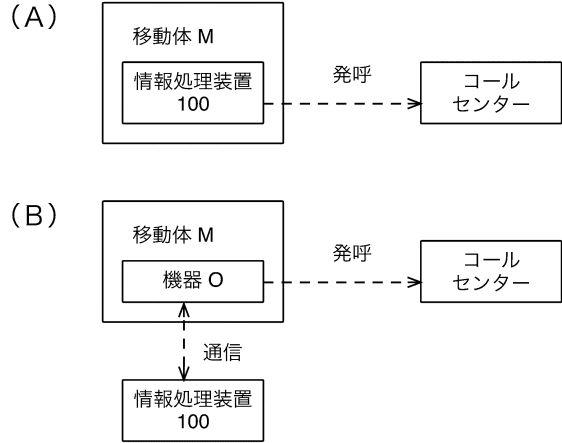 (A)
移動体 M
情報処理装置
100
発呼
コール
センター
(B)
移動体 M
機器 O
発呼
コール
センター
通信
情報処理装置
100